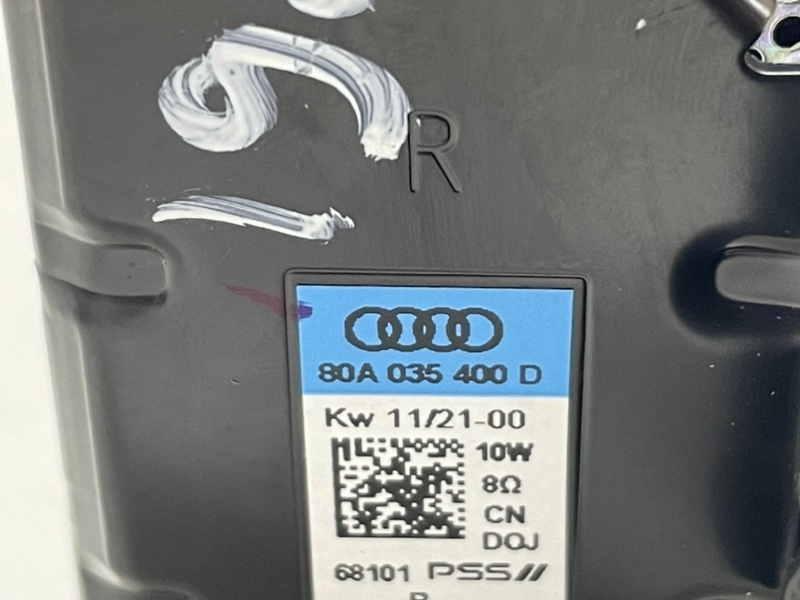 R
80A 035 400 D
Kw 11/21-00
10W
8Ω
CN
DQJ
68101 PSS//